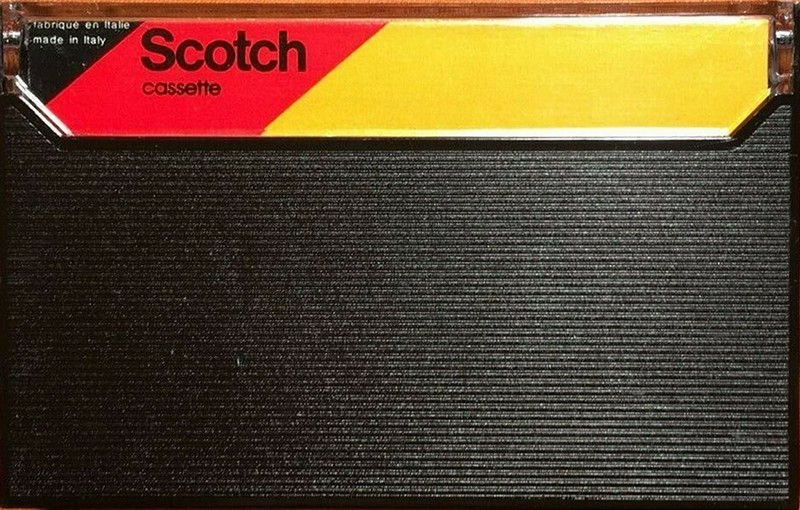 fabriqué en Italie
made in Italy
Scotch
cassette